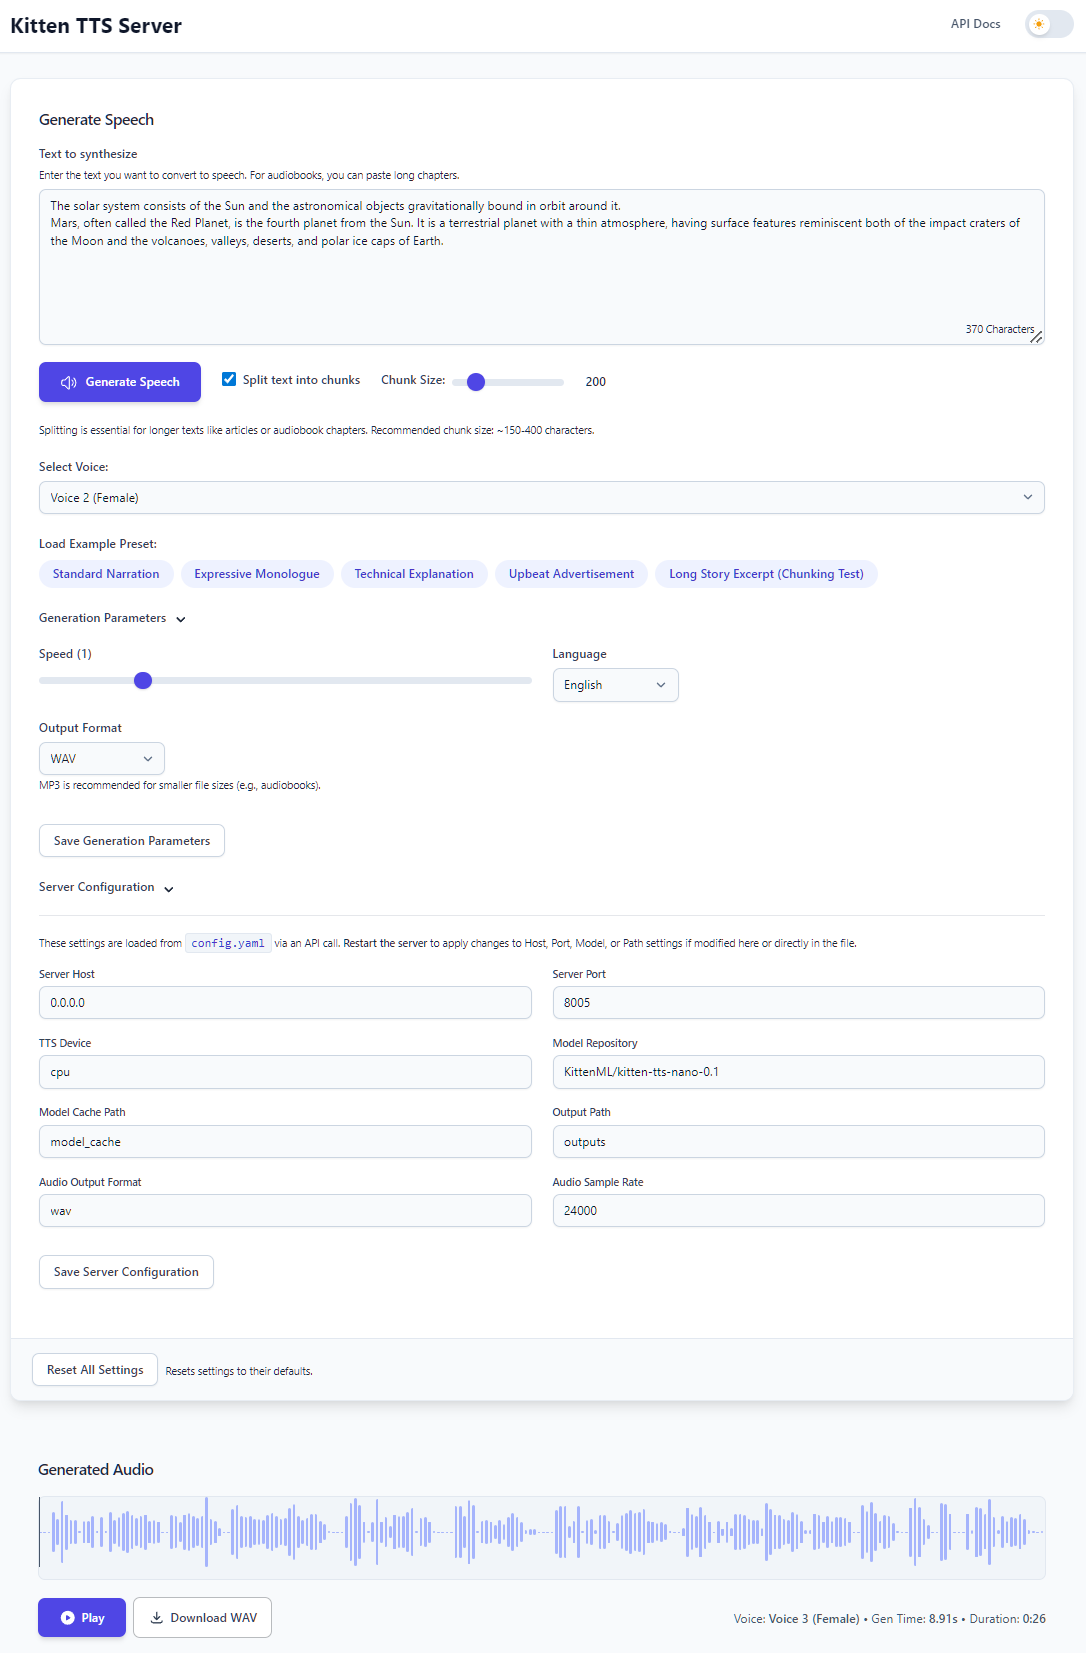 Kitten TTS Server
API Docs
Generate Speech
Text to synthesize
Enter the text you want to convert to speech. For audiobooks, you can paste long chapters.
The solar system consists of the Sun and the astronomical objects gravitationally bound in orbit around it.
Mars, often called the Red Planet, is the fourth planet from the Sun. It is a terrestrial planet with a thin atmosphere, having surface features reminiscent both of the impact craters of
the Moon and the volcanoes, valleys, deserts, and polar ice caps of Earth.
370 Characters
Generate Speech
Split text into chunks
Chunk Size:
200
Splitting is essential for longer texts like articles or audiobook chapters. Recommended chunk size: ~150-400 characters.
Select Voice:
Voice 2 (Female)
Load Example Preset:
Standard Narration
Expressive Monologue
Technical Explanation
Upbeat Advertisement
Long Story Excerpt (Chunking Test)
Generation Parameters
Speed (1)
Language
English
Output Format
WAV
MP3 is recommended for smaller file sizes (e.g., audiobooks).
Save Generation Parameters
Server Configuration
These settings are loaded from config.yaml via an API call. Restart the server to apply changes to Host, Port, Model, or Path settings if modified here or directly in the file.
Server Host
Server Port
0.0.0.0
8005
TTS Device
Model Repository
cpu
KittenML/kitten-tts-nano-0.1
Model Cache Path
Output Path
model_cache
outputs
Audio Output Format
Audio Sample Rate
wav
24000
Save Server Configuration
Reset All Settings
Resets settings to their defaults.
Generated Audio
Play
Download WAV
Voice: Voice 3 (Female) • Gen Time: 8.91s • Duration: 0:26